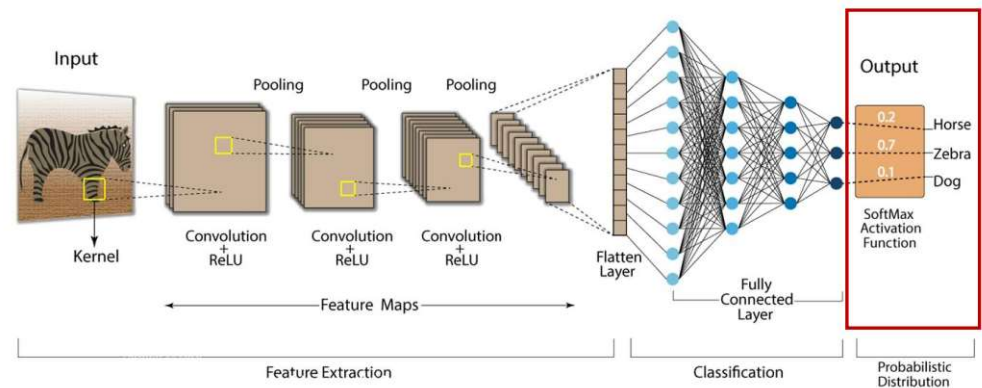 Input
Pooling
Pooling
Pooling
Output
0.2
Horse
0.7
Zebra
0.1
Dog
SoftMax
Activation
Function
Kernel
Convolution
+
ReLU
Convolution
+
ReLU
Convolution
+
ReLU
Flatten
Layer
Fully
Connected
Layer
Feature Maps
Feature Extraction
Classification
Probabilistic
Distribution